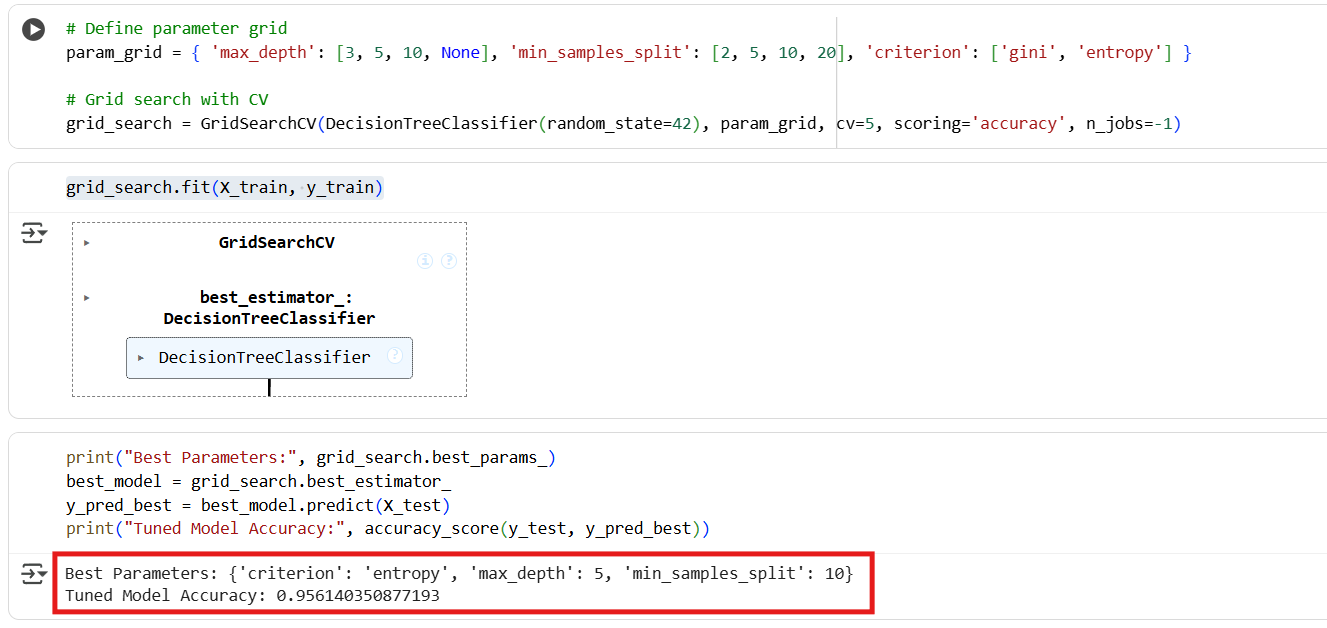 # Define parameter grid
param_grid = { 'max_depth': [3, 5, 10, None], 'min_samples_split': [2, 5, 10, 20], 'criterion': ['gini', 'entropy'] }
# Grid search with CV
grid_search = GridSearchCV(DecisionTreeClassifier(random_state=42), param_grid, cv=5, scoring='accuracy', n_jobs=-1)
grid_search.fit(X_train, y_train)
GridSearchCV
i ?
best_estimator_:
DecisionTreeClassifier
DecisionTreeClassifier ?
print("Best Parameters:", grid_search.best_params_)
best_model = grid_search.best_estimator_
y_pred_best = best_model.predict(X_test)
print("Tuned Model Accuracy:", accuracy_score(y_test, y_pred_best))
Best Parameters: {'criterion': 'entropy', 'max_depth': 5, 'min_samples_split': 10}
Tuned Model Accuracy: 0.956140350877193